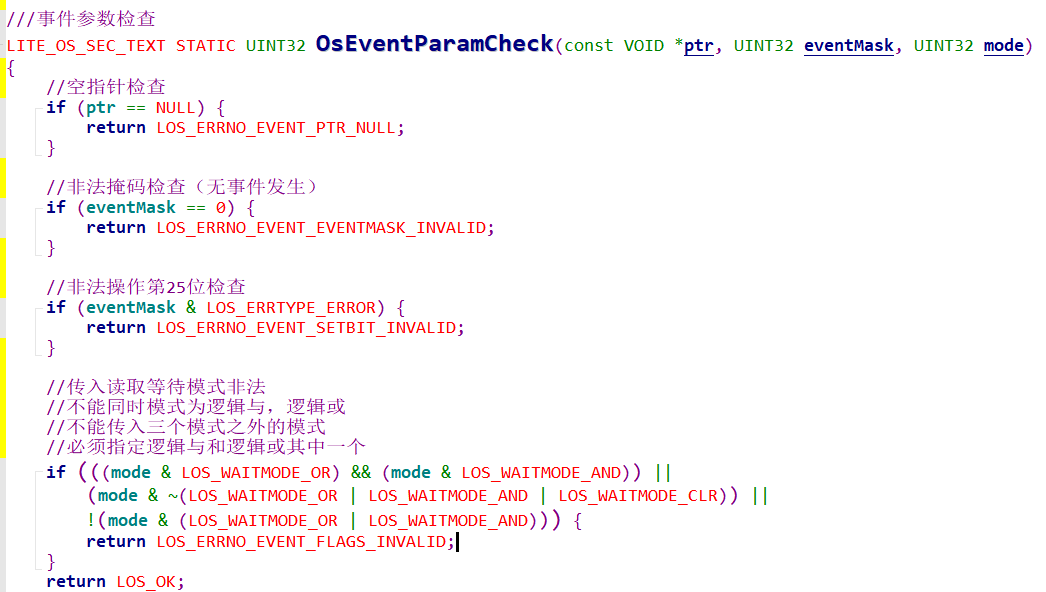 ///事件参数检查
LITE_OS_SEC_TEXT STATIC UINT32 OsEventParamCheck(const VOID *ptr, UINT32 eventMask, UINT32 mode)
{
//空指针检查
if (ptr == NULL) {
return LOS_ERRNO_EVENT_PTR_NULL;
}
//非法掩码检查（无事件发生）
if (eventMask == 0) {
return LOS_ERRNO_EVENT_EVENTMASK_INVALID;
}
//非法操作第25位检查
if (eventMask & LOS_ERRTYPE_ERROR) {
return LOS_ERRNO_EVENT_SETBIT_INVALID;
}
//传入读取等待模式非法
//不能同时模式为逻辑与，逻辑或
//不能传入三个模式之外的模式
//必须指定逻辑与和逻辑或其中一个
if (((mode & LOS_WAITMODE_OR) && (mode & LOS_WAITMODE_AND)) ||
(mode & ~(LOS_WAITMODE_OR | LOS_WAITMODE_AND | LOS_WAITMODE_CLR)) ||
!(mode & (LOS_WAITMODE_OR | LOS_WAITMODE_AND))) {
return LOS_ERRNO_EVENT_FLAGS_INVALID;
}
return LOS_OK;